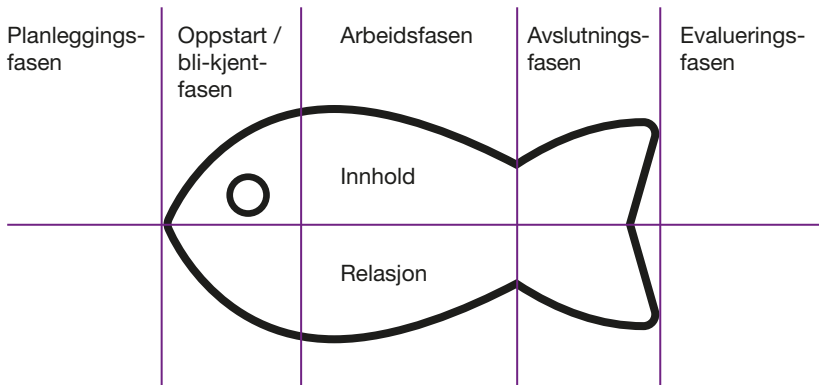 Planleggings-
fasen
Oppstart /
bli-kjent-
fasen
Arbeidsfasen
Avslutnings-
fasen
Evaluerings-
fasen
Innhold
Relasjon